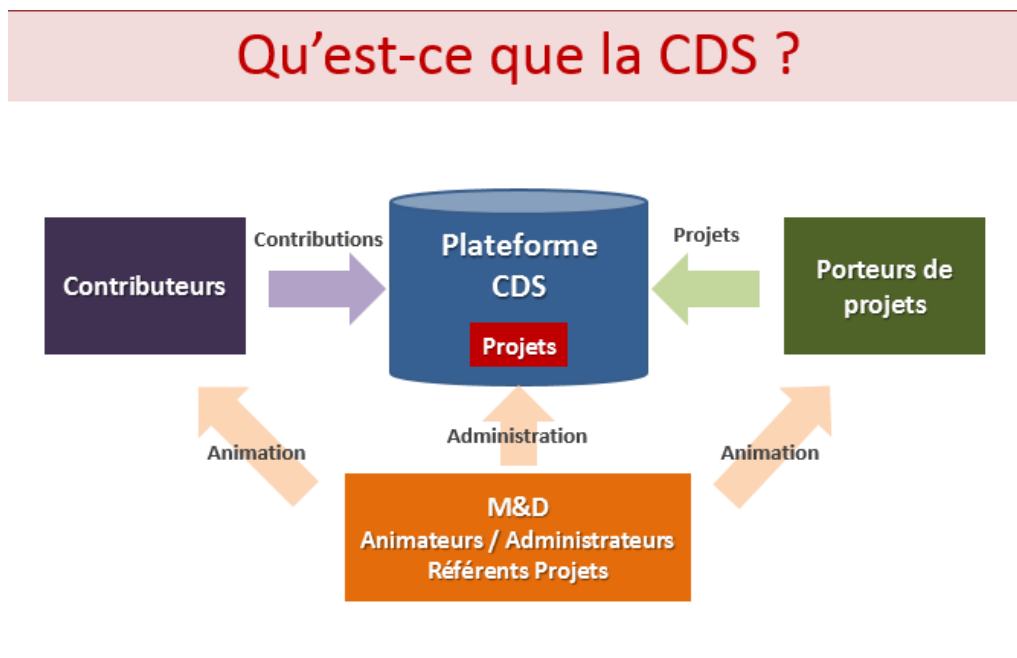 Qu'est-ce que la CDS ?
Contributeurs
Contributions
Plateforme
CDS
Projets
Projets
Porteurs de
projets
Animation
Administration
Animation
M&D
Animateurs / Administrateurs
Référents Projets